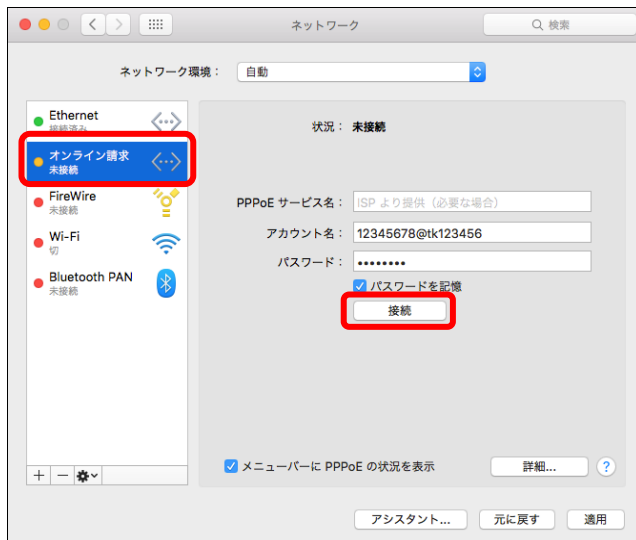 ネットワーク
検索
ネットワーク環境： 自動
Ethernet
接続済み
オンライン請求
未接続
FireWire
未接続
Wi-Fi
切
Bluetooth PAN
未接続
状況： 未接続
PPPoE サービス名： ISP より提供（必要な場合）
アカウント名： 12345678@tk123456
パスワード： ••••••••
パスワードを記憶
接続
メニューバーに PPPoE の状況を表示
詳細... ?
アシスタント... 元に戻す 適用